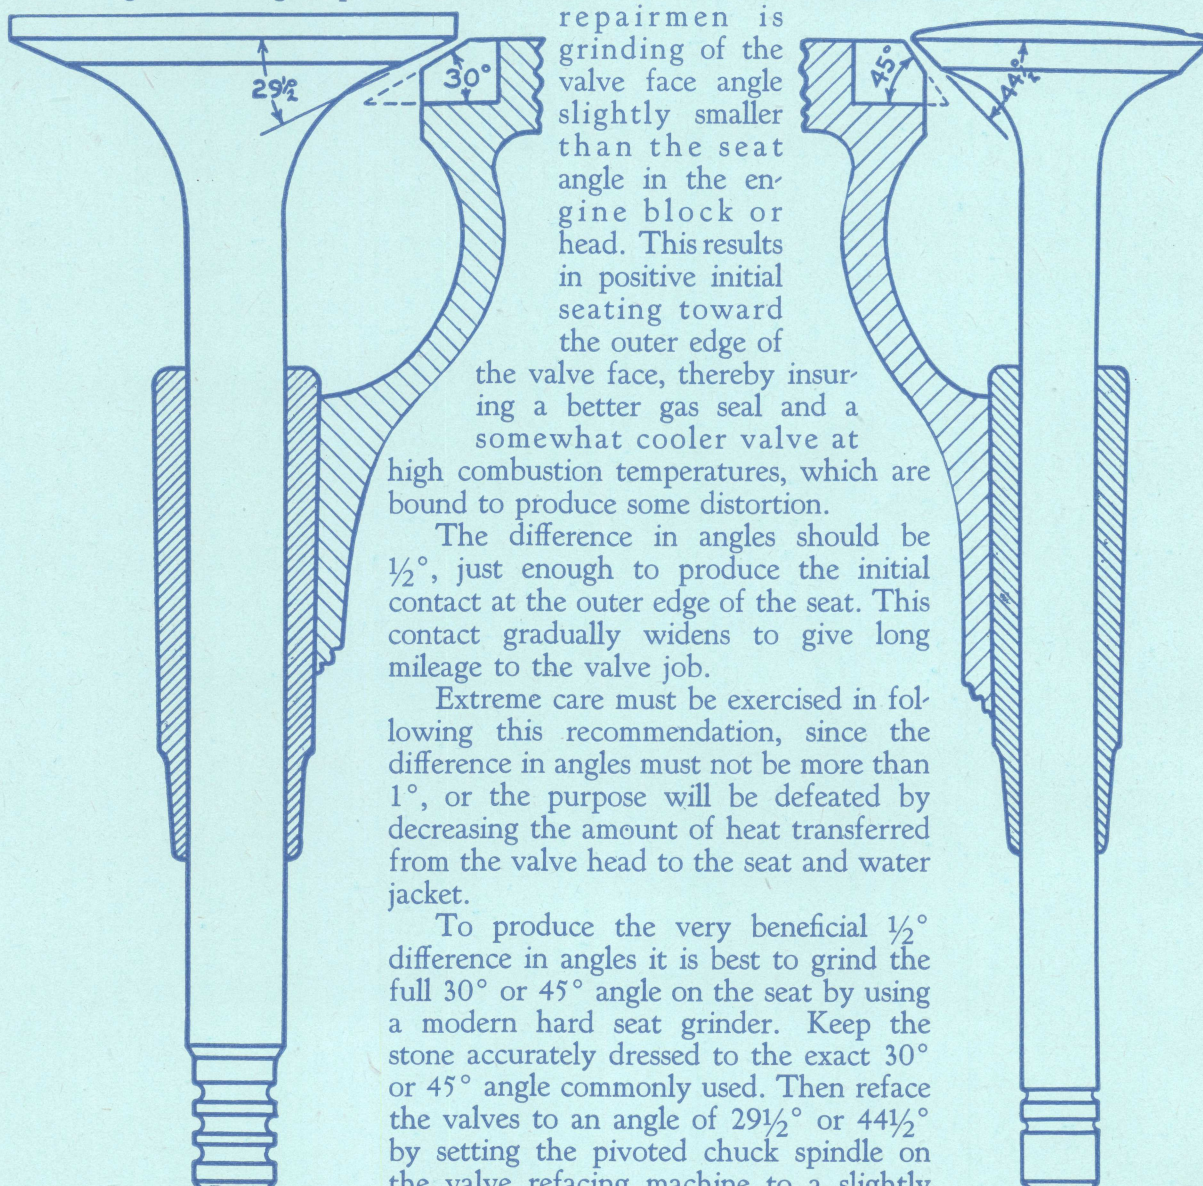 repairmen is
grinding of the
valve face angle
slightly smaller
than the seat
angle in the en-
gine block or
head. This results
in positive initial
seating toward
the outer edge of
the valve face, thereby insur-
ing a better gas seal and a
somewhat cooler valve at
high combustion temperatures, which are
bound to produce some distortion.
The difference in angles should be
½°, just enough to produce the initial
contact at the outer edge of the seat. This
contact gradually widens to give long
mileage to the valve job.
Extreme care must be exercised in fol-
lowing this recommendation, since the
difference in angles must not be more than
1°, or the purpose will be defeated by
decreasing the amount of heat transferred
from the valve head to the seat and water
jacket.
To produce the very beneficial ½°
difference in angles it is best to grind the
full 30° or 45° angle on the seat by using
a modern hard seat grinder. Keep the
stone accurately dressed to the exact 30°
or 45° angle commonly used. Then reface
the valves to an angle of 29½° or 44½°
by setting the pivoted chuck spindle on
the valve refacing machine to a slightly
29½°
30°
45°
44½°